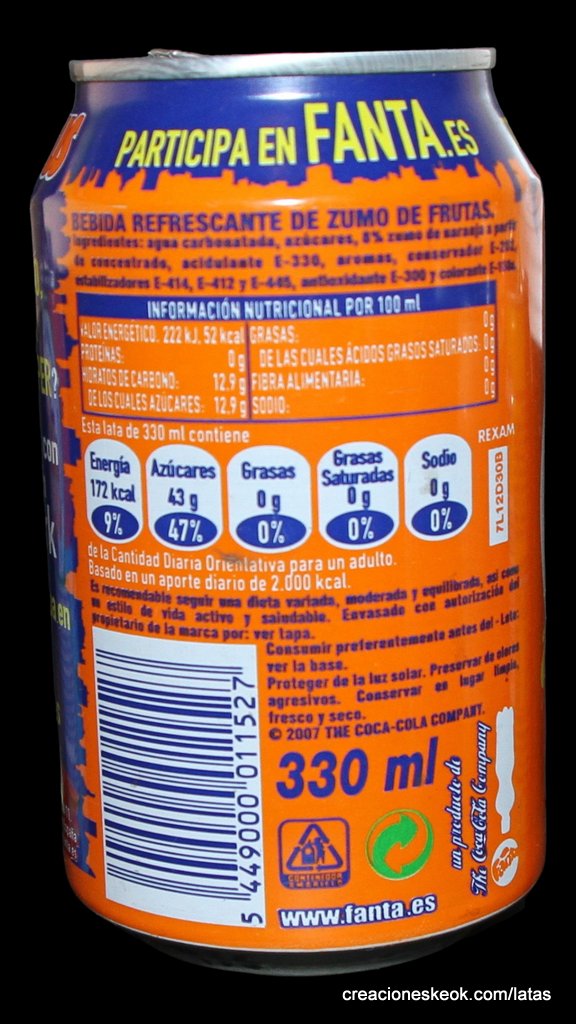 PARTICIPA EN FANTA.ES
BEBIDA REFRESCANTE DE ZUMO DE FRUTAS.
Ingredientes: agua carbonatada, azúcares, 8% zumo de naranja a partir
de concentrado, acidulante E-330, aromas, conservador E-202,
estabilizadores E-414, E-412 y E-445, antioxidante E-300 y colorante
INFORMACIÓN NUTRICIONAL POR 100 ml
VALOR ENERGÉTICO: 222 kJ, 52 kcal
PROTEÍNAS: 0 g
HIDRATOS DE CARBONO: 12.9 g
DE LOS CUALES AZÚCARES: 12.9 g
GRASAS: 0g
DE LAS CUALES ÁCIDOS GRASOS SATURADOS: 0g
FIBRA ALIMENTARIA: 0g
SODIO: 0g
Esta lata de 330 ml contiene
Energía 172 kcal 9%
Azúcares 43 g 47%
Grasas 0 g 0%
Grasas Saturadas 0 g 0%
Sodio 0 g 0%
REXAM
7L12D30B
de la Cantidad Diaria Orientativa para un adulto.
Basado en un aporte diario de 2.000 kcal.
Es recomendable seguir una dieta variada, moderada y equilibrada, así como
un estilo de vida activo y saludable. Envasado con autorización del
propietario de la marca por: ver tapa.
Consumir preferentemente antes del - Lote:
ver la base.
Proteger de la luz solar. Preservar de olores
agresivos. Conservar en lugar limpio,
fresco y seco.
© 2007 THE COCA-COLA COMPANY.
330 ml
5 449000 011527
un producto de
The Coca-Cola Company
CONTENEDOR
AMARILLO
www.fanta.es
creacioneskeok.com/latas